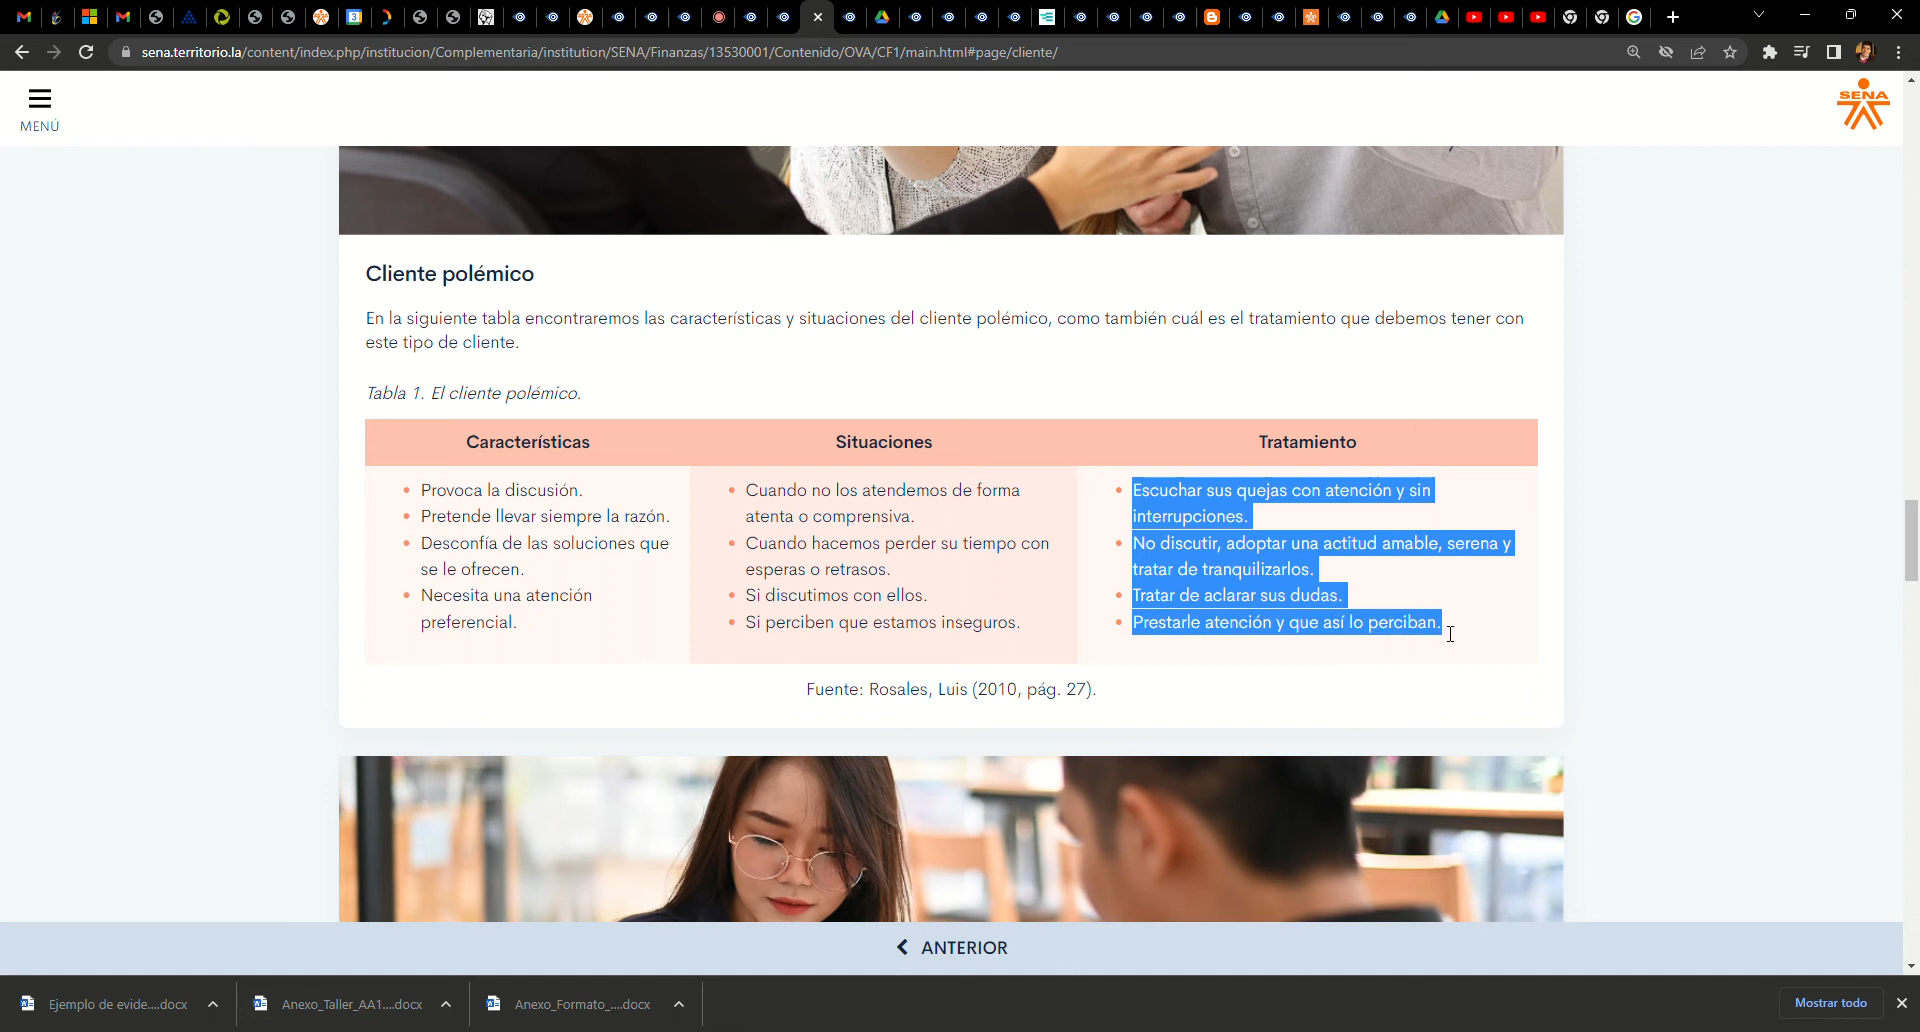 sena.territorio.la/content/index.php/institucion/Complementaria/institution/SENA/Finanzas/13530001/Contenido/OVA/CF1/main.html#page/cliente/
MENÚ
SENA
Cliente polémico
En la siguiente tabla encontraremos las características y situaciones del cliente polémico, como también cuál es el tratamiento que debemos tener con
este tipo de cliente.
Tabla 1. El cliente polémico.
Características
Provoca la discusión.
Pretende llevar siempre la razón.
Desconfía de las soluciones que
se le ofrecen.
Necesita una atención
preferencial.
Situaciones
Cuando no los atendemos de forma
atenta o comprensiva.
Cuando hacemos perder su tiempo con
esperas o retrasos.
Si discutimos con ellos.
Si perciben que estamos inseguros.
Tratamiento
Escuchar sus quejas con atención y sin
interrupciones.
No discutir, adoptar una actitud amable, serena y
tratar de tranquilizarlos.
Tratar de aclarar sus dudas.
Prestarle atención y que así lo perciban.
Fuente: Rosales, Luis (2010, pág. 27).
ANTERIOR
Ejemplo de evide....docx
Anexo_Taller_AA1....docx
Anexo_Formato_....docx
Mostrar todo